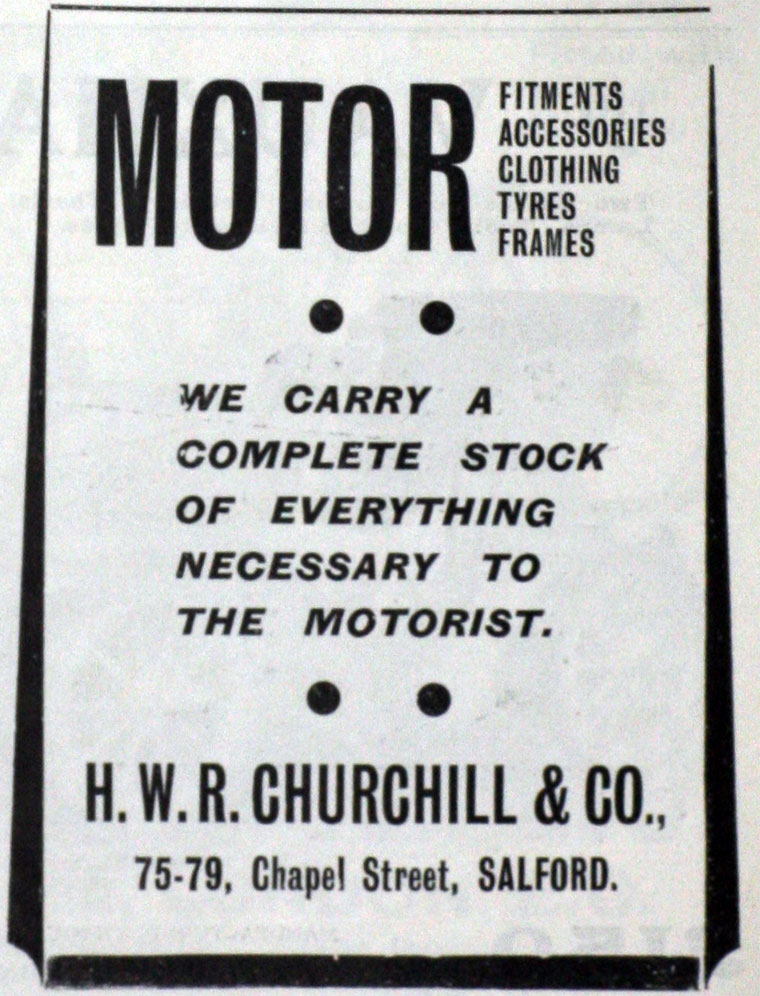 MOTOR
FITMENTS
ACCESSORIES
CLOTHING
TYRES
FRAMES
WE CARRY A
COMPLETE STOCK
OF EVERYTHING
NECESSARY TO
THE MOTORIST.
H. W. R. CHURCHILL & CO.,
75-79, Chapel Street, SALFORD.